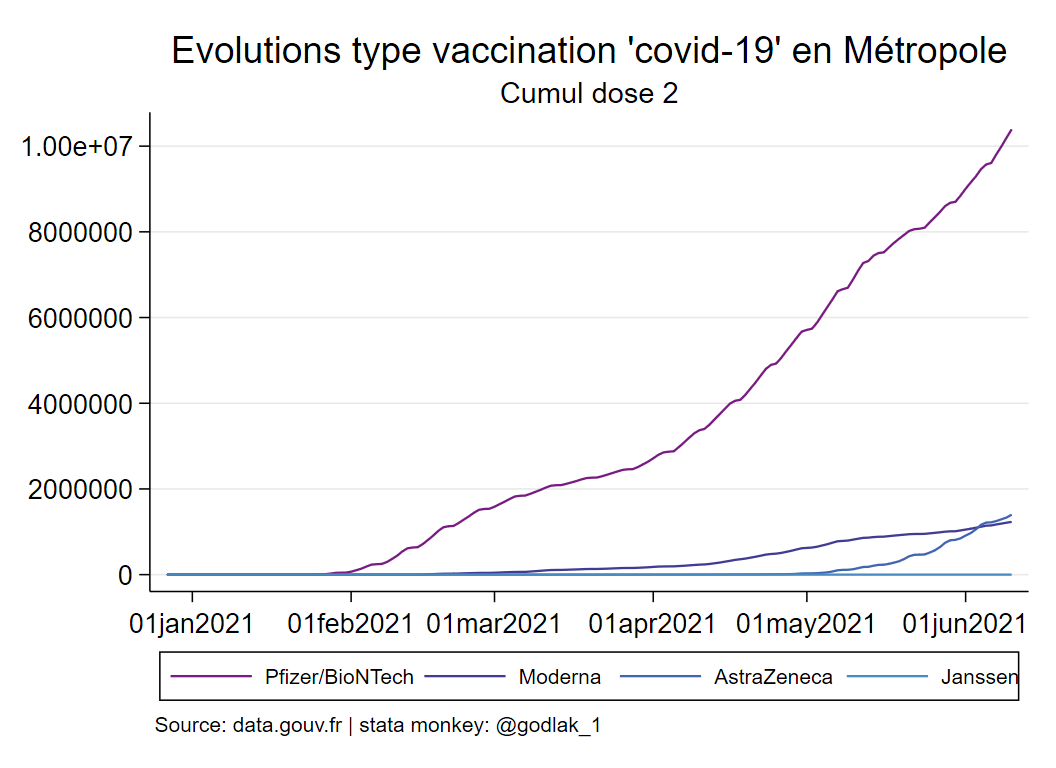 Evolutions type vaccination 'covid-19' en Métropole
Cumul dose 2
1.00e+07
8000000
6000000
4000000
2000000
0
01jan2021 01feb2021 01mar2021 01apr2021 01may2021 01jun2021
Pfizer/BioNTech Moderna AstraZeneca Janssen
Source: data.gouv.fr | stata monkey: @godlak_1